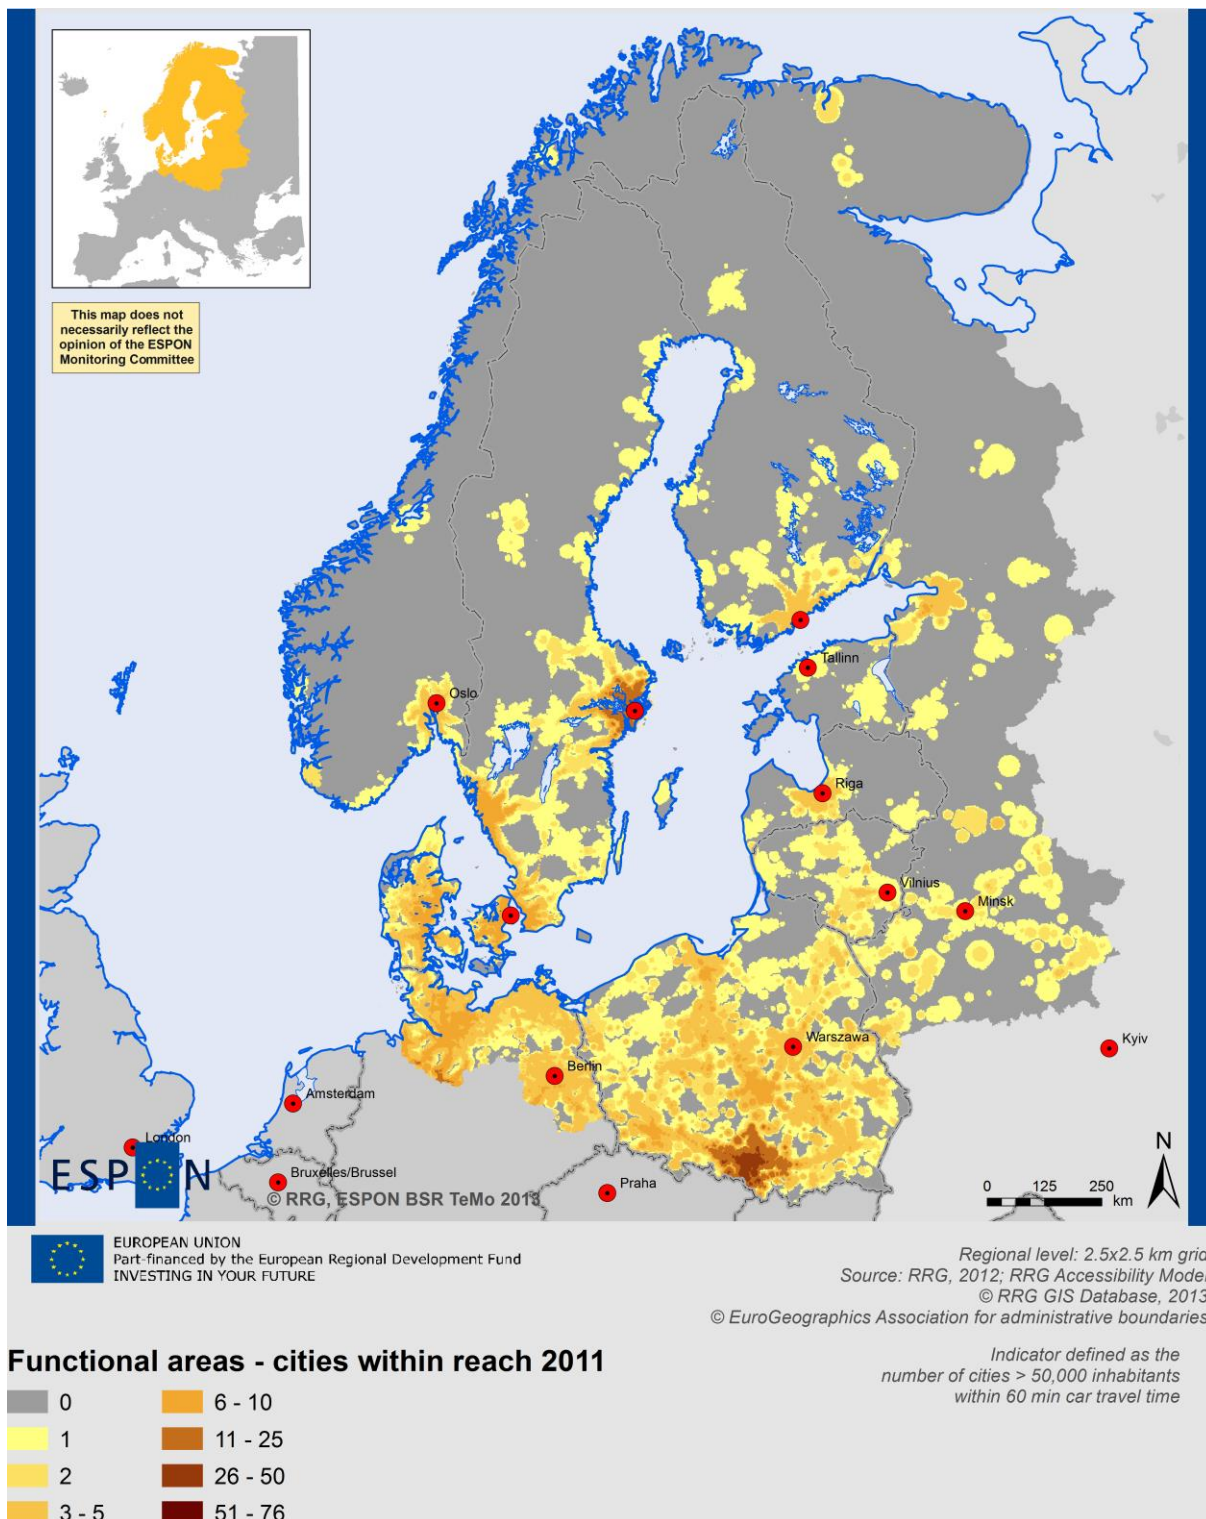 This map does not
necessarily reflect the
opinion of the ESPON
Monitoring Committee
Oslo
Tallinn
Riga
Vilnius
Minsk
Warszawa
Kyiv
Berlin
Amsterdam
London
Bruxelles/Brussel
Praha
ESPON
© RRG, ESPON BSR TeMo 2013
N
0 125 250
km
EUROPEAN UNION
Part-financed by the European Regional Development Fund
INVESTING IN YOUR FUTURE
Regional level: 2.5x2.5 km grid
Source: RRG, 2012; RRG Accessibility Model
© RRG GIS Database, 2013
© EuroGeographics Association for administrative boundaries
Functional areas - cities within reach 2011
Indicator defined as the
number of cities > 50,000 inhabitants
within 60 min car travel time
0
1
2
3 - 5
6 - 10
11 - 25
26 - 50
51 - 76